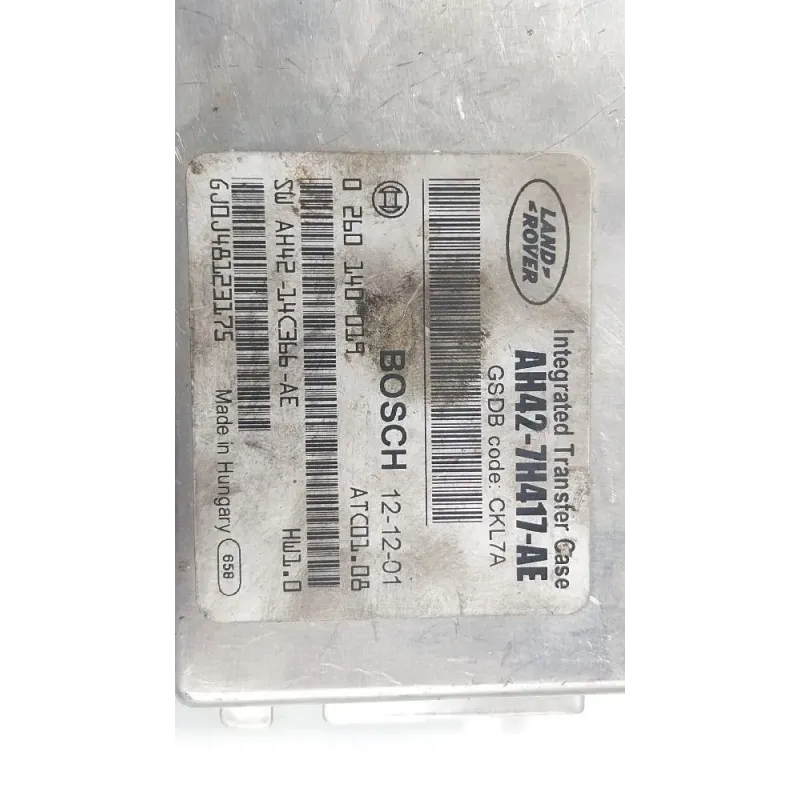 LAND
ROVER
Integrated Transfer Case
AH42-7H417-AE
GSDB code: CKL7A
BOSCH 12-12-01
0 260 140 019 ATC01.08
SW AH42-14C366-AE HW1.0
GJ0J48123175 Made in Hungary 658